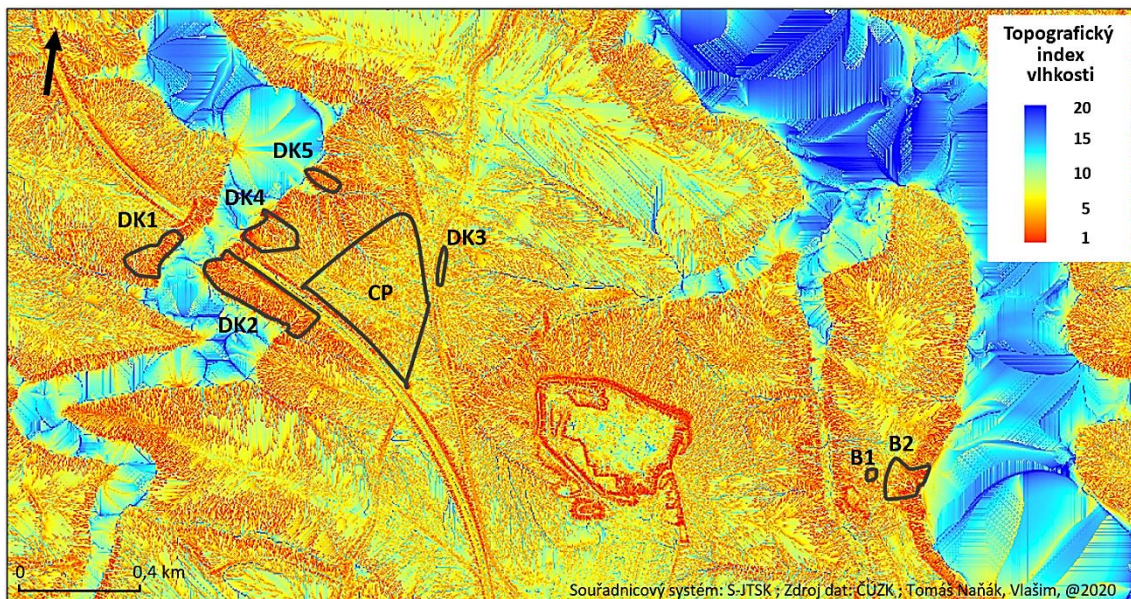 Topografický
index
vlhkosti
20
15
10
5
1
DK5
DK4
DK1
DK3
CP
DK2
B2
B1
0
0,4 km
Souřadnicový systém: S-JTSK ; Zdroj dat: ČÚZK ; Tomáš Naňák, Vlašim, @2020